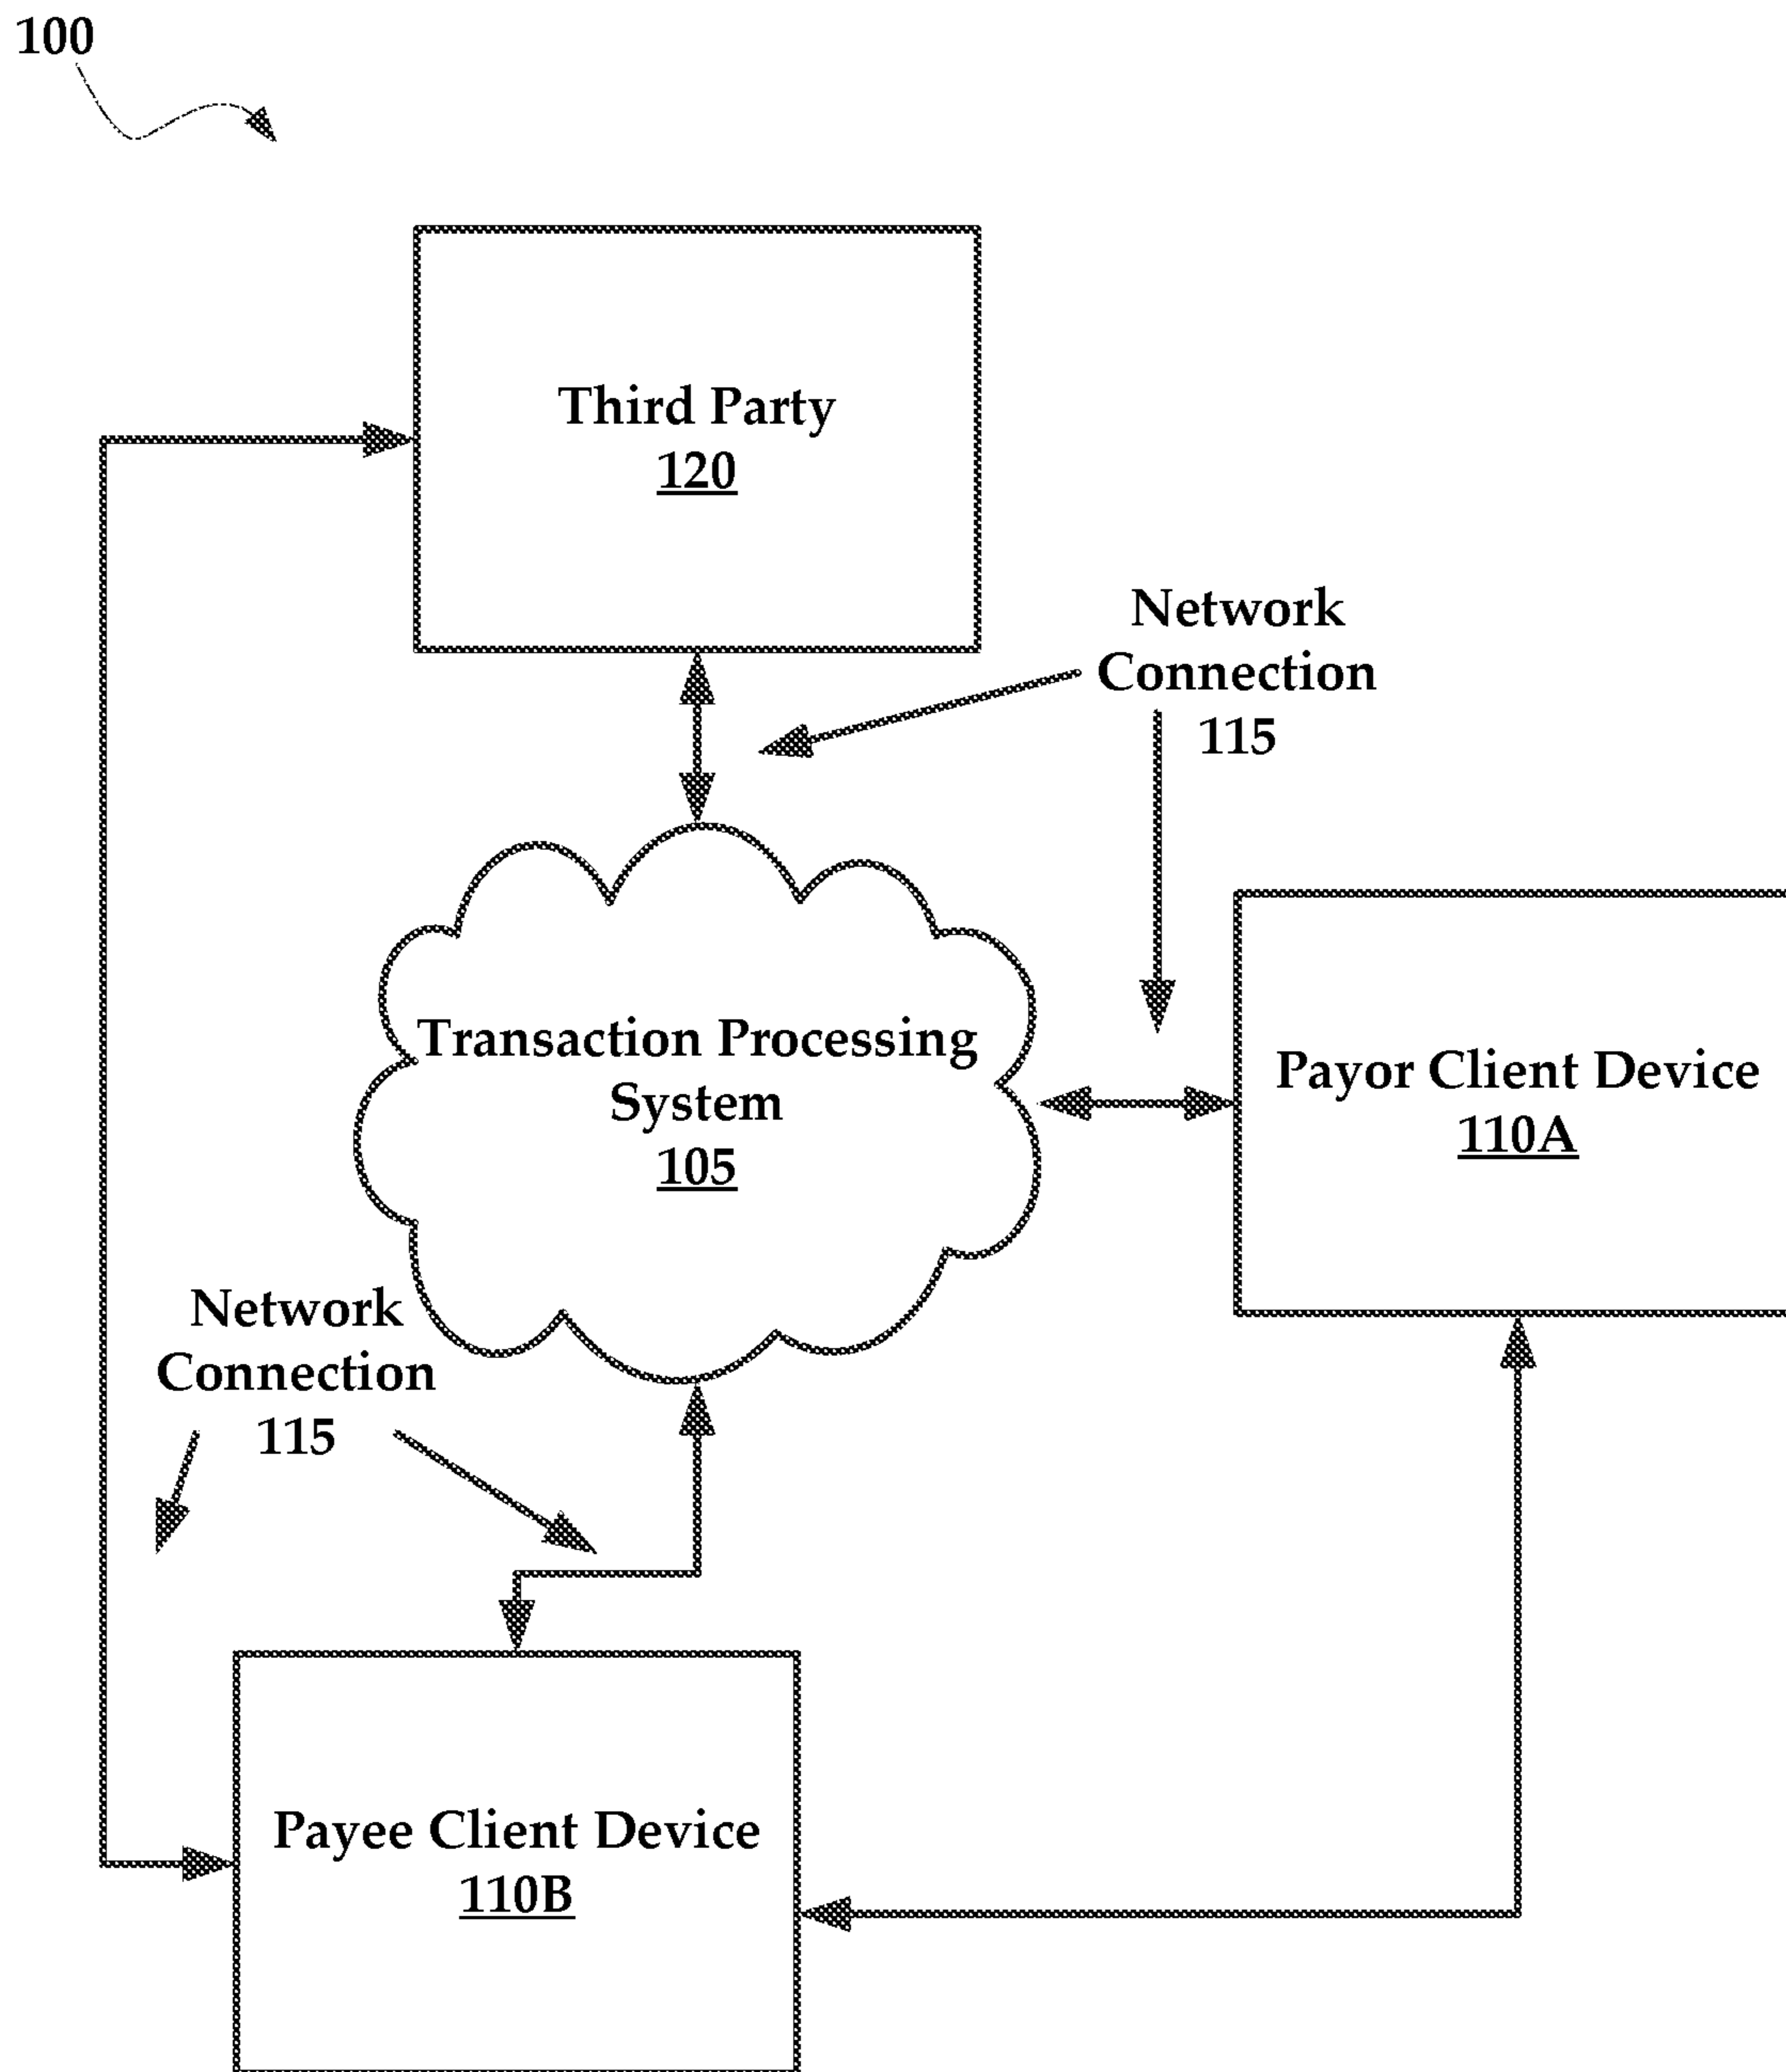 100
Third Party
120
Network
Connection
115
Transaction Processing
System
105
Payor Client Device
110A
Network
Connection
115
Payee Client Device
110B